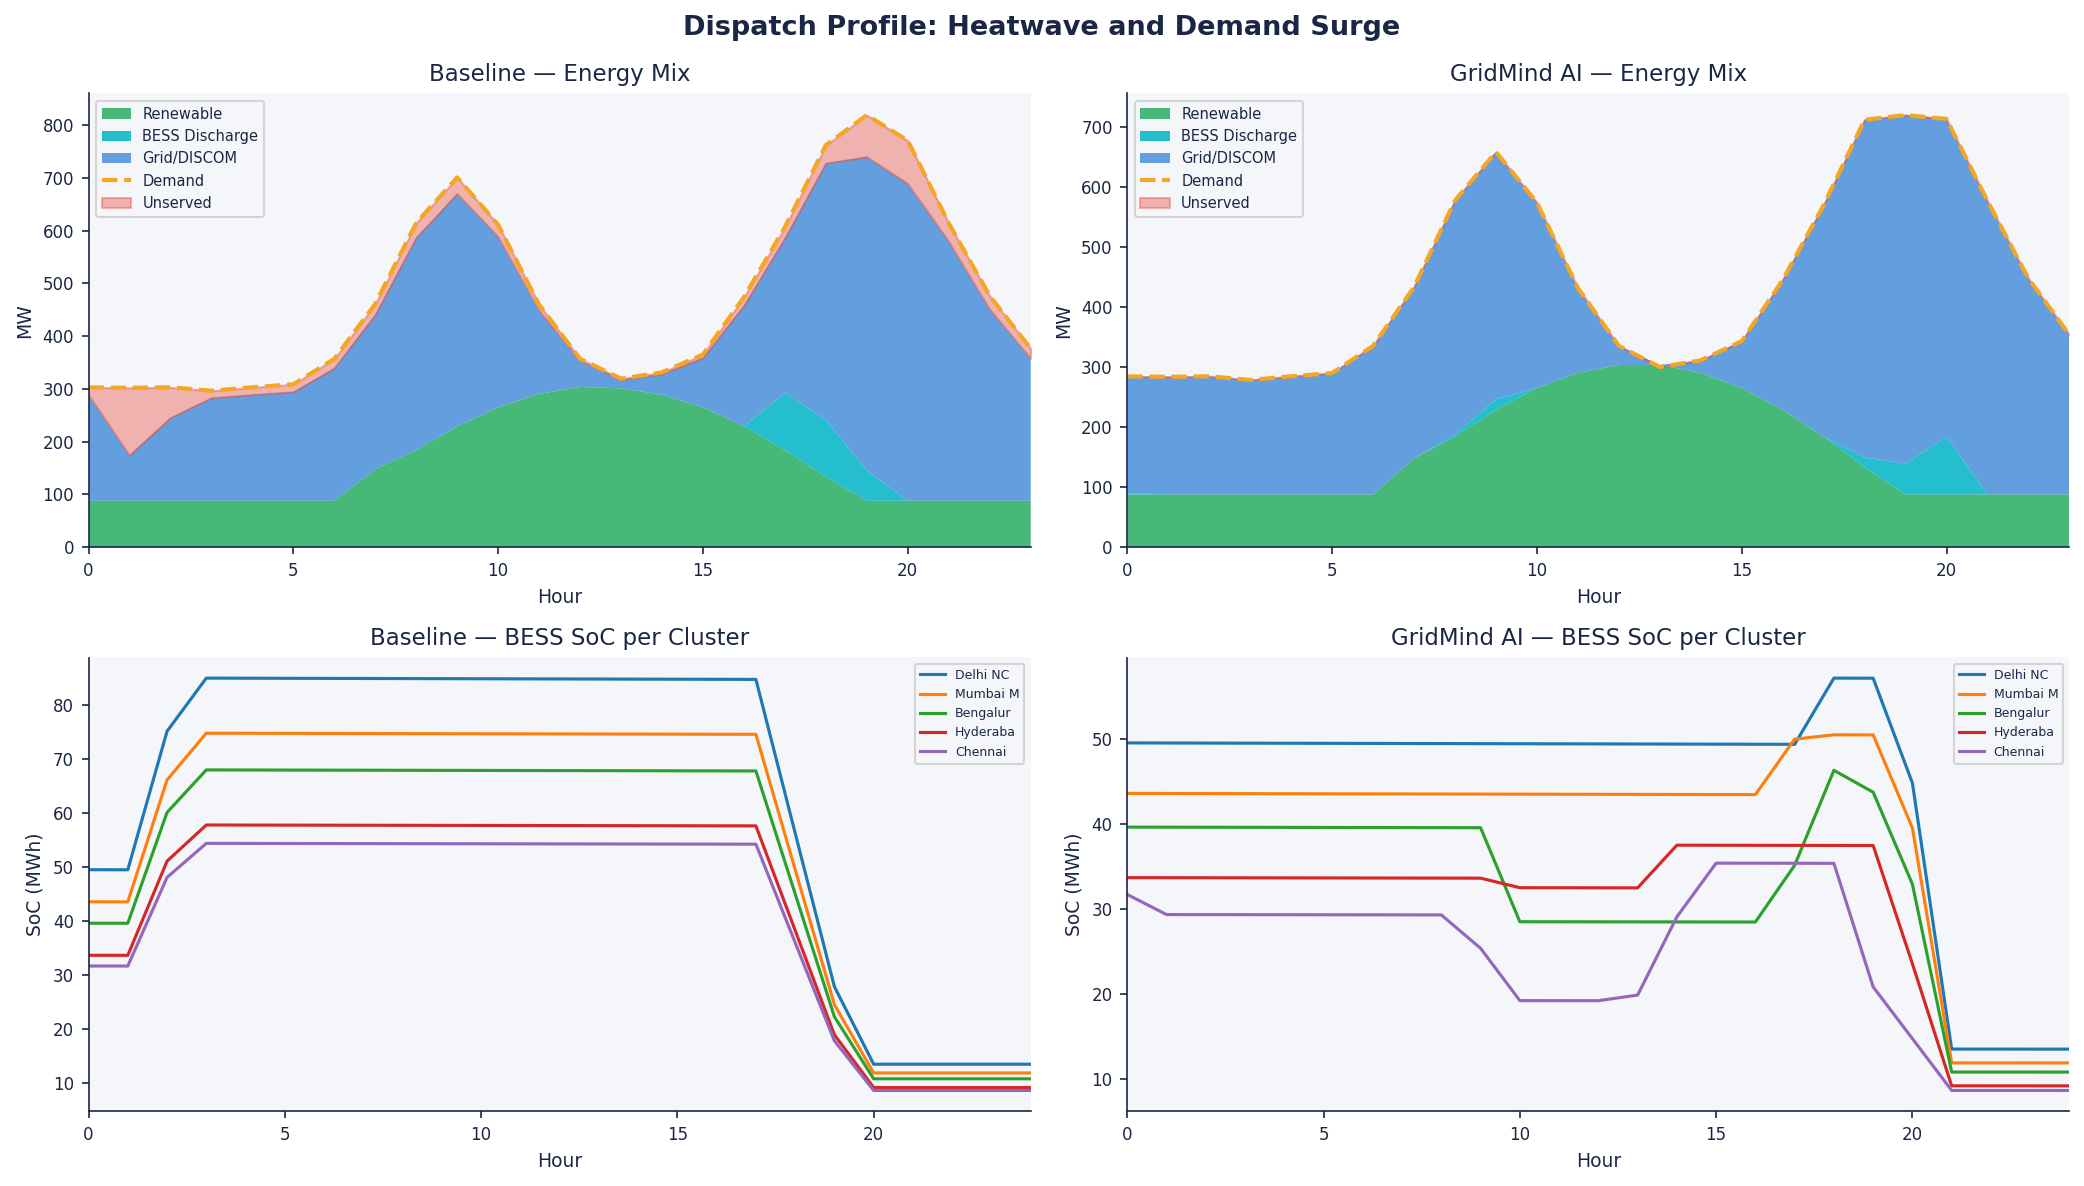 Dispatch Profile: Heatwave and Demand Surge
Baseline — Energy Mix
Renewable
BESS Discharge
Grid/DISCOM
Demand
Unserved
MW
800
700
600
500
400
300
200
100
0
0 5 10 15 20
Hour
GridMind AI — Energy Mix
Renewable
BESS Discharge
Grid/DISCOM
Demand
Unserved
MW
700
600
500
400
300
200
100
0
0 5 10 15 20
Hour
Baseline — BESS SoC per Cluster
Delhi NC
Mumbai M
Bengalur
Hyderaba
Chennai
SoC (MWh)
80
70
60
50
40
30
20
10
0 5 10 15 20
Hour
GridMind AI — BESS SoC per Cluster
Delhi NC
Mumbai M
Bengalur
Hyderaba
Chennai
SoC (MWh)
50
40
30
20
10
0 5 10 15 20
Hour